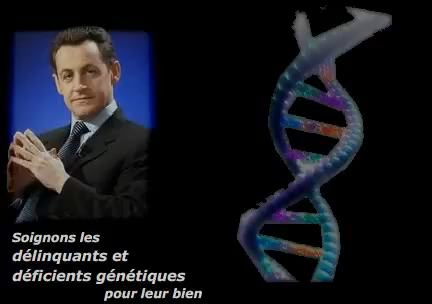 Soignons les
délinquants et
déficients génétiques
pour leur bien